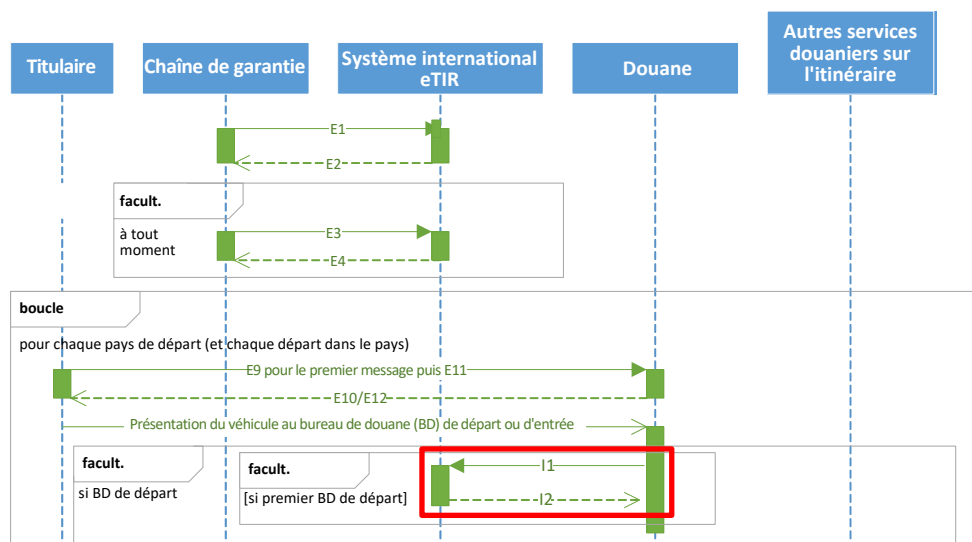 Titulaire
Chaîne de garantie
Système international
eTIR
Douane
Autres services
douaniers sur
l'itinéraire
E1
E2
facult.
à tout
moment
E3
E4
boucle
pour chaque pays de départ (et chaque départ dans le pays)
E9 pour le premier message puis E11
E10/E12
Présentation du véhicule au bureau de douane (BD) de départ ou d'entrée
facult.
si BD de départ
facult.
[si premier BD de départ]
I1
I2